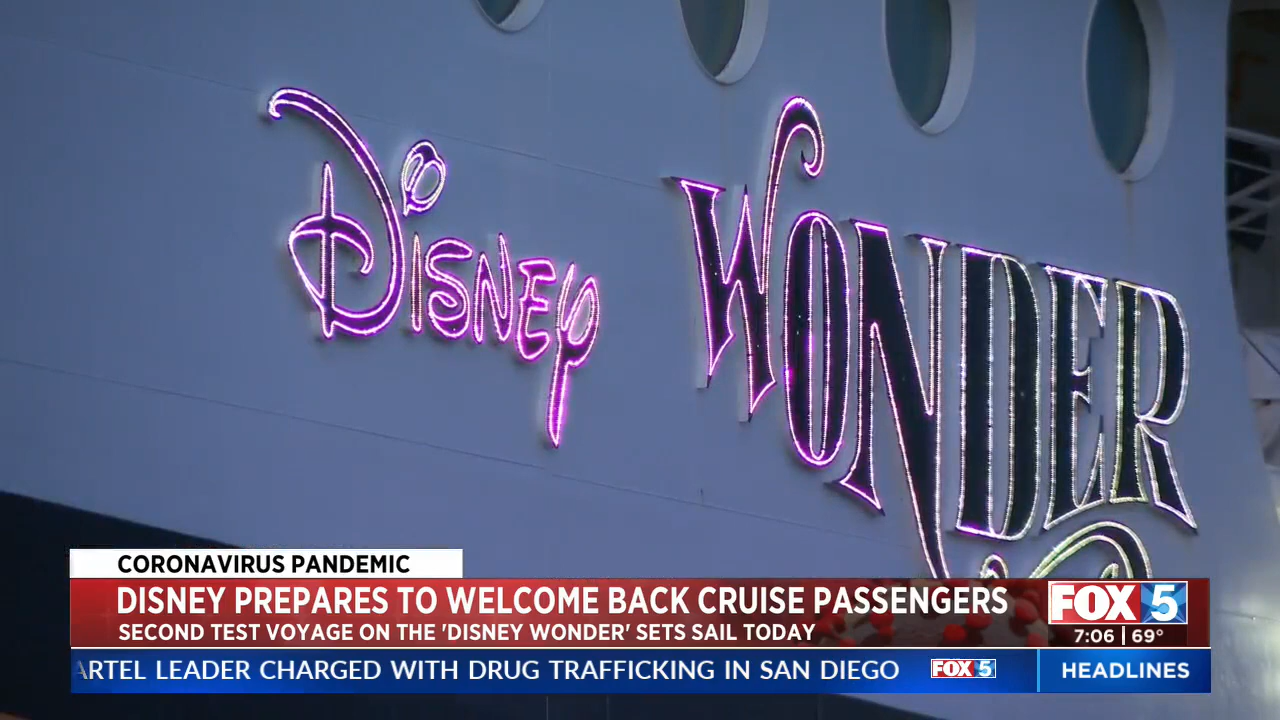 DISNEY WONDER
CORONAVIRUS PANDEMIC
DISNEY PREPARES TO WELCOME BACK CRUISE PASSENGERS
SECOND TEST VOYAGE ON THE 'DISNEY WONDER' SETS SAIL TODAY
FOX 5
7:06 | 69°
ARTEL LEADER CHARGED WITH DRUG TRAFFICKING IN SAN DIEGO FOX 5
HEADLINES